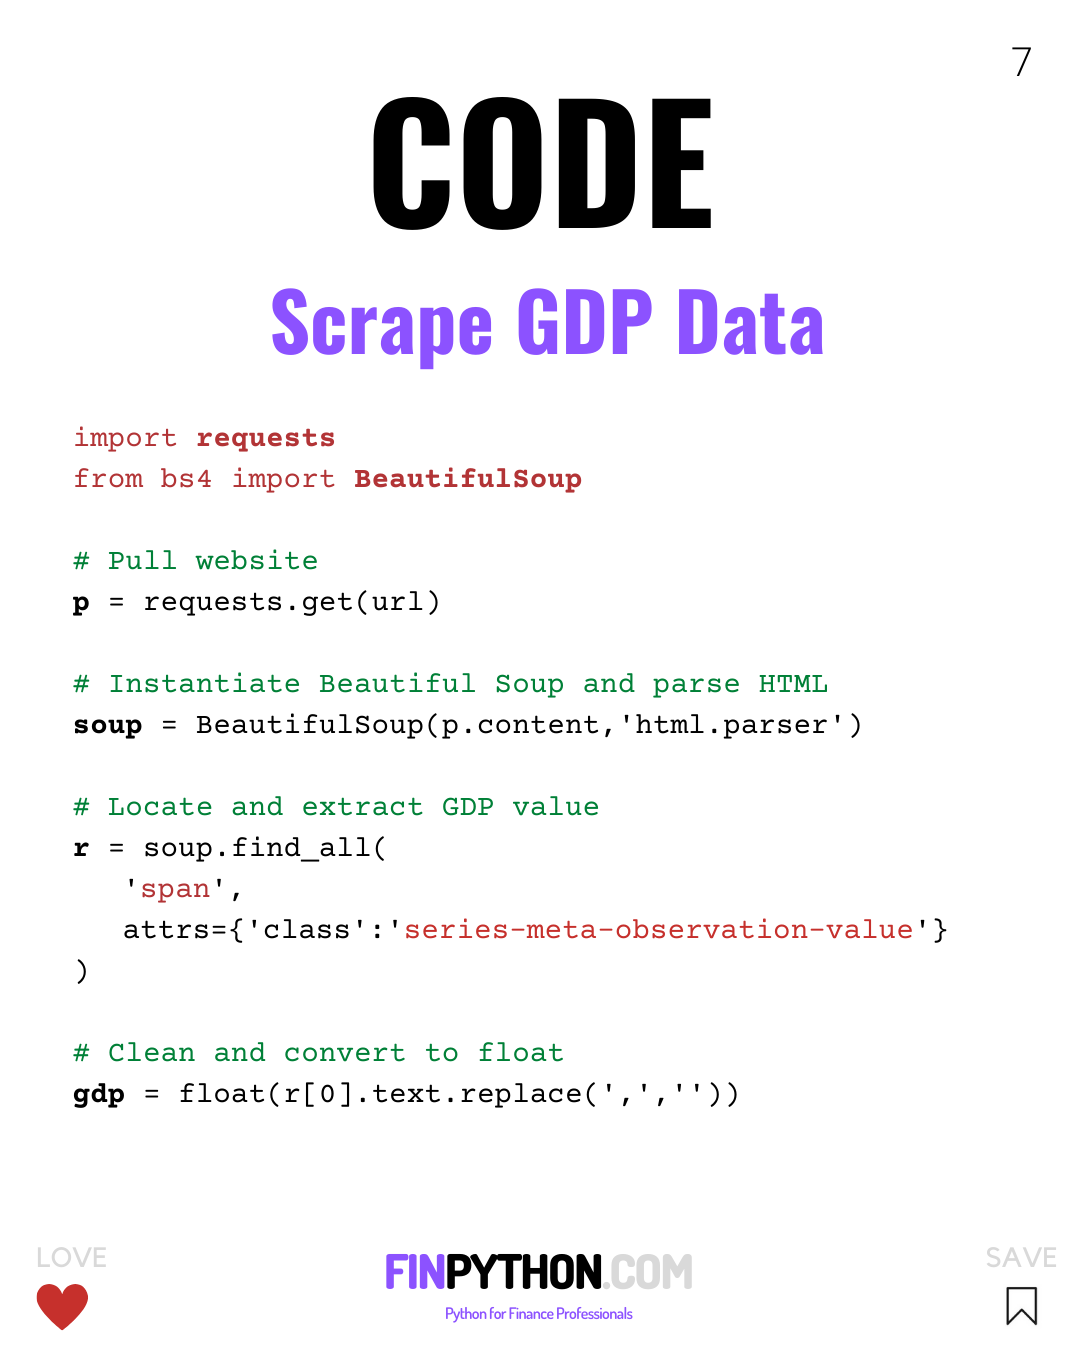 7
CODE
Scrape GDP Data
import requests
from bs4 import BeautifulSoup
# Pull website
p = requests.get(url)
# Instantiate Beautiful Soup and parse HTML
soup = BeautifulSoup(p.content,'html.parser')
# Locate and extract GDP value
r = soup.find_all(
   'span',
   attrs={'class':'series-meta-observation-value'}
)
# Clean and convert to float
gdp = float(r[0].text.replace(',',''))
LOVE
FINPYTHON.COM
Python for Finance Professionals
SAVE